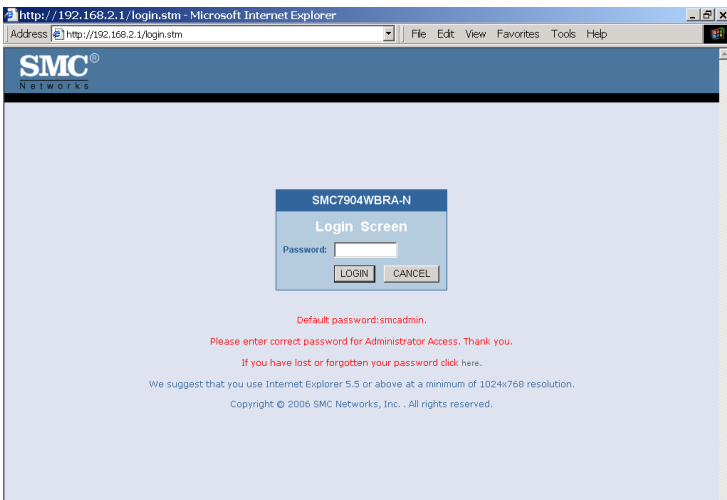 http://192.168.2.1/login.stm - Microsoft Internet Explorer
Address http://192.168.2.1/login.stm File Edit View Favorites Tools Help
SMC®
Networks
SMC7904WBRA-N
Login Screen
Password:
LOGIN CANCEL
Default password:smcadmin.
Please enter correct password for Administrator Access. Thank you.
If you have lost or forgotten your password click here.
We suggest that you use Internet Explorer 5.5 or above at a minimum of 1024x768 resolution.
Copyright © 2006 SMC Networks, Inc. . All rights reserved.